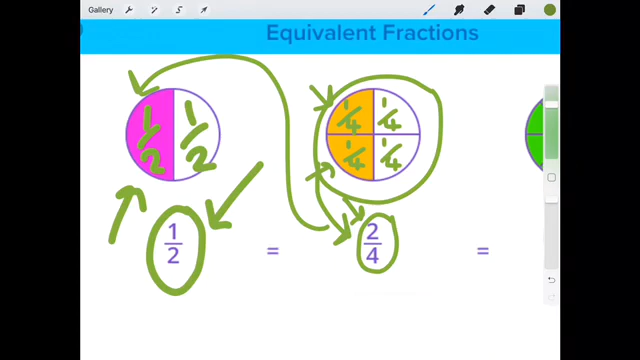 Gallery
Equivalent Fractions
1/2 1/2
1/4 1/4
1/4 1/4
1/2 = 2/4 =